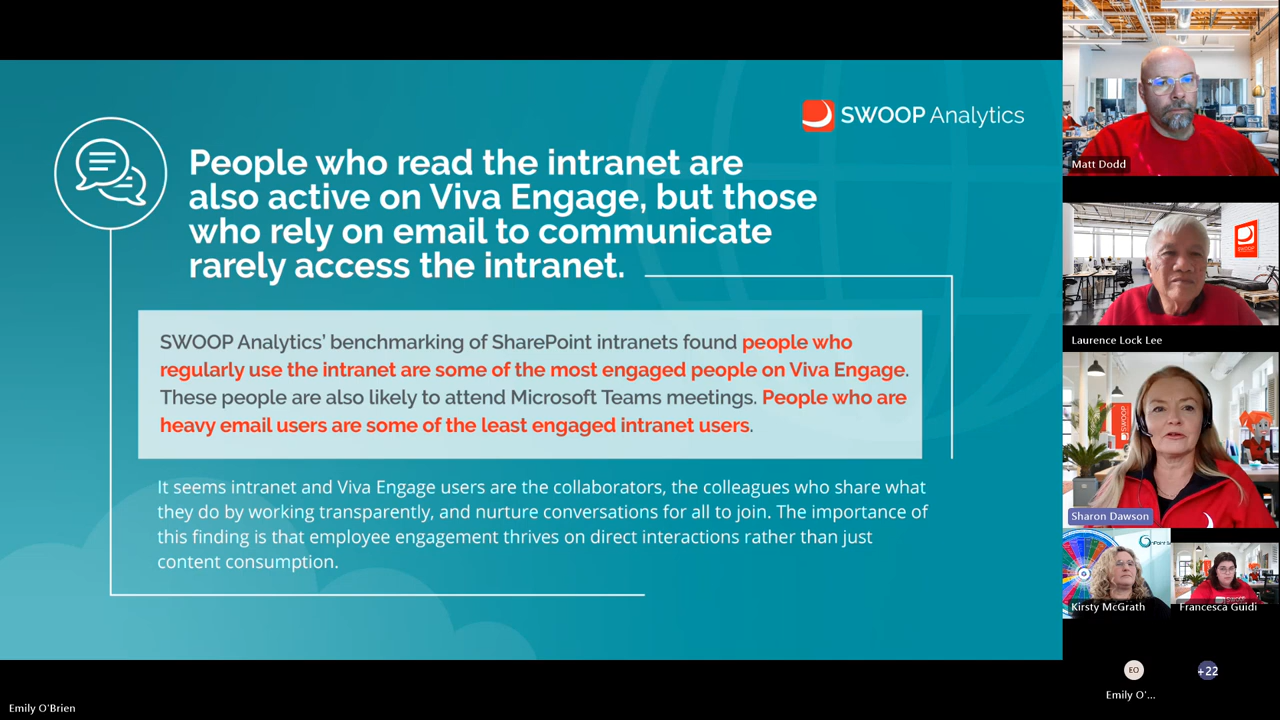 SWOOP Analytics
People who read the intranet are
also active on Viva Engage, but those
who rely on email to communicate
rarely access the intranet.
SWOOP Analytics’ benchmarking of SharePoint intranets found people who
regularly use the intranet are some of the most engaged people on Viva Engage.
These people are also likely to attend Microsoft Teams meetings. People who are
heavy email users are some of the least engaged intranet users.
It seems intranet and Viva Engage users are the collaborators, the colleagues who share what
they do by working transparently, and nurture conversations for all to join. The importance of
this finding is that employee engagement thrives on direct interactions rather than just
content consumption.
Matt Dodd
SWOOP
Laurence Lock Lee
SWOOP
Sharon Dawson
Kirsty McGrath
Francesca Guidi
EO
+22
Emily O'...
Emily O'Brien